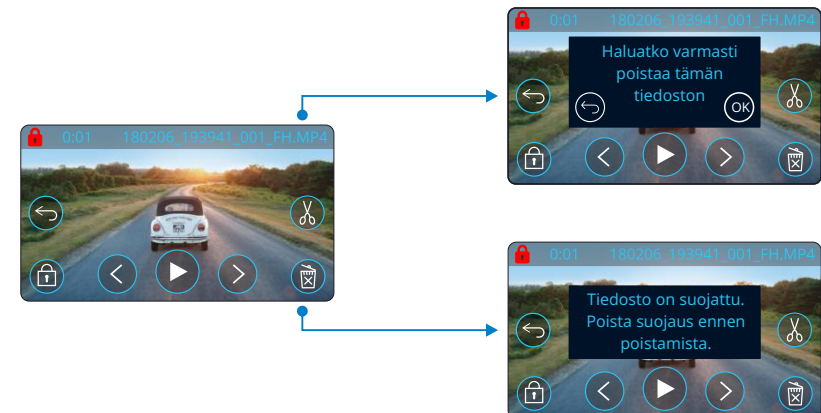 0:01 180206_193941_001_FH.MP4
Haluatko varmasti
poistaa tämän
tiedoston
OK
0:01 180206_193941_001_FH.MP4
0:01 180206_193941_001_FH.MP4
Tiedosto on suojattu.
Poista suojaus ennen
poistamista.